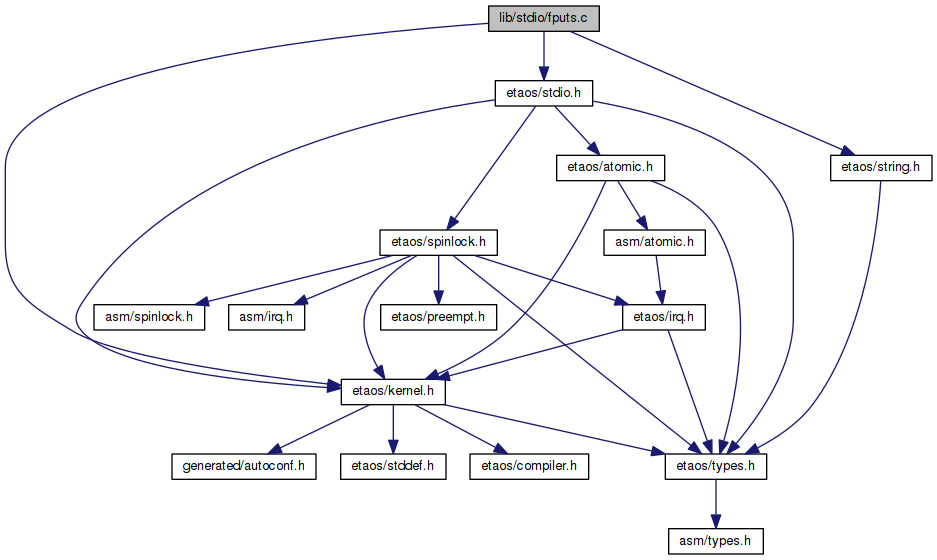 lib/stdio/fputs.c
etaos/stdio.h
etaos/atomic.h
etaos/string.h
etaos/spinlock.h
asm/atomic.h
asm/spinlock.h
asm/irq.h
etaos/preempt.h
etaos/irq.h
etaos/kernel.h
generated/autoconf.h
etaos/stddef.h
etaos/compiler.h
etaos/types.h
asm/types.h